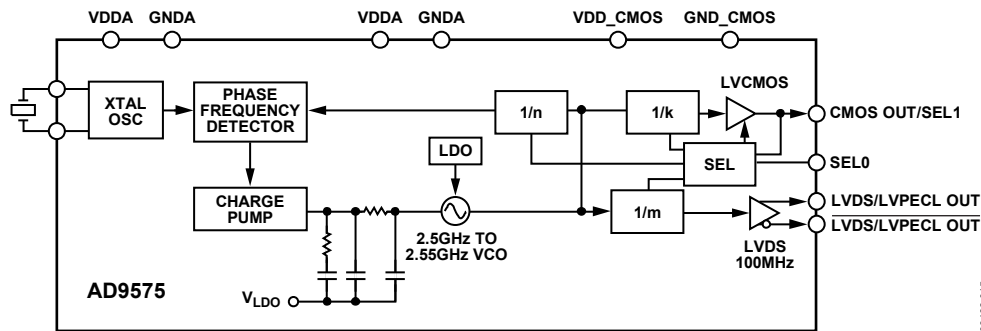 VDDA GNDA VDDA GNDA VDD_CMOS GND_CMOS
XTAL
OSC
PHASE
FREQUENCY
DETECTOR
1/n
1/k
LVCMOS
CMOS OUT/SEL1
LDO
SEL
SEL0
CHARGE
PUMP
2.5GHz TO
2.55GHz VCO
1/m
LVDS
100MHz
LVDS/LVPECL OUT
LVDS/LVPECL OUT
VLDO
AD9575